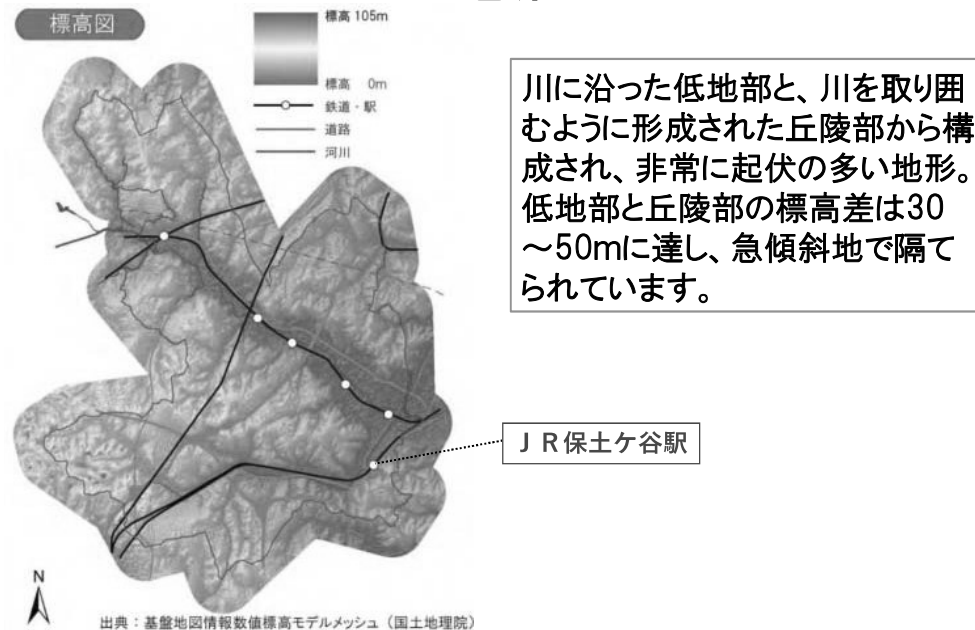 標高図
標高 105m
標高 0m
鉄道・駅
道路
河川
川に沿った低地部と、川を取り囲
むように形成された丘陵部から構
成され、非常に起伏の多い地形。
低地部と丘陵部の標高差は30
～50mに達し、急傾斜地で隔て
られています。
ＪＲ保土ケ谷駅
N
出典：基盤地図情報数値標高モデルメッシュ（国土地理院）